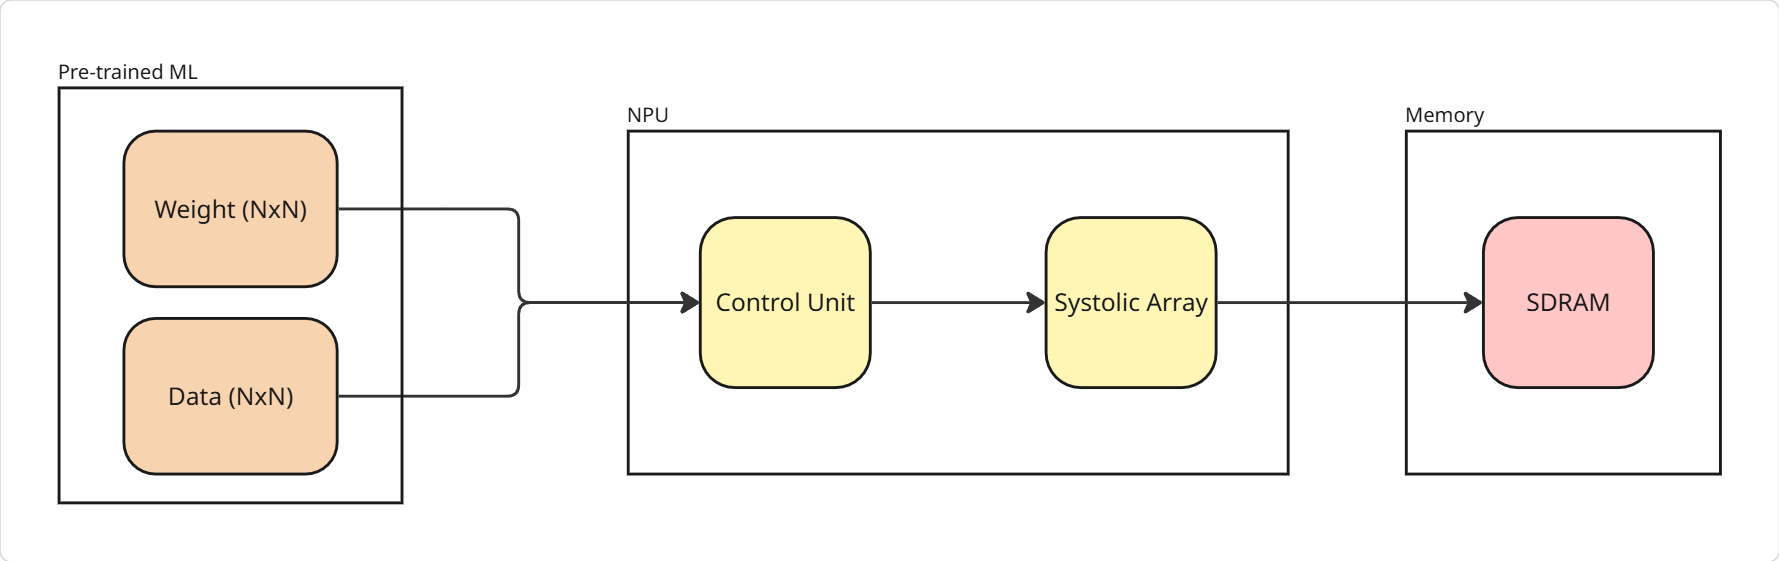 Pre-trained ML
Weight (NxN)
Data (NxN)
NPU
Control Unit
Systolic Array
Memory
SDRAM